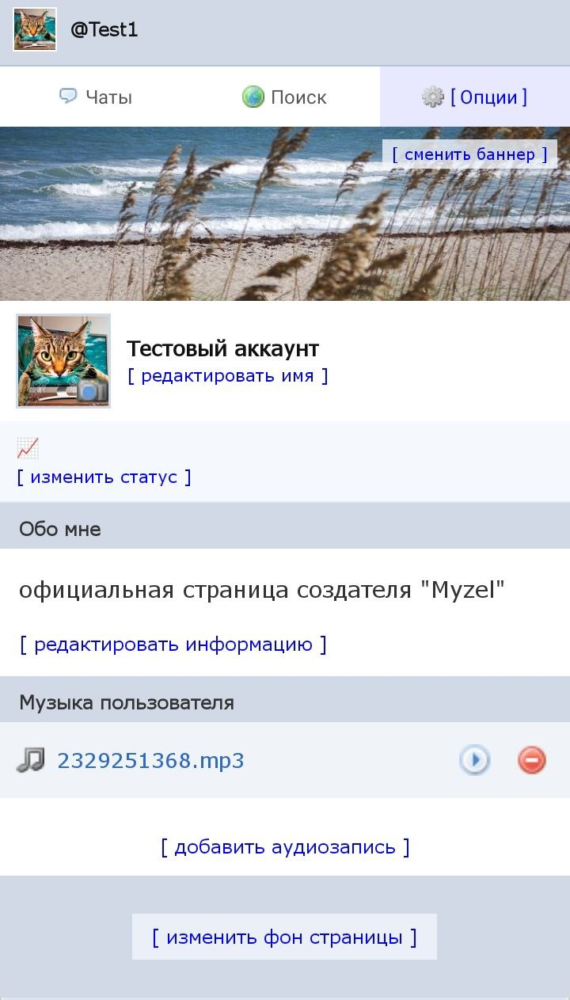 @Test1
Чаты
Поиск
[ Опции ]
[ сменить баннер ]
Тестовый аккаунт
[ редактировать имя ]
[ изменить статус ]
Обо мне
официальная страница создателя "Myzel"
[ редактировать информацию ]
Музыка пользователя
2329251368.mp3
[ добавить аудиозапись ]
[ изменить фон страницы ]